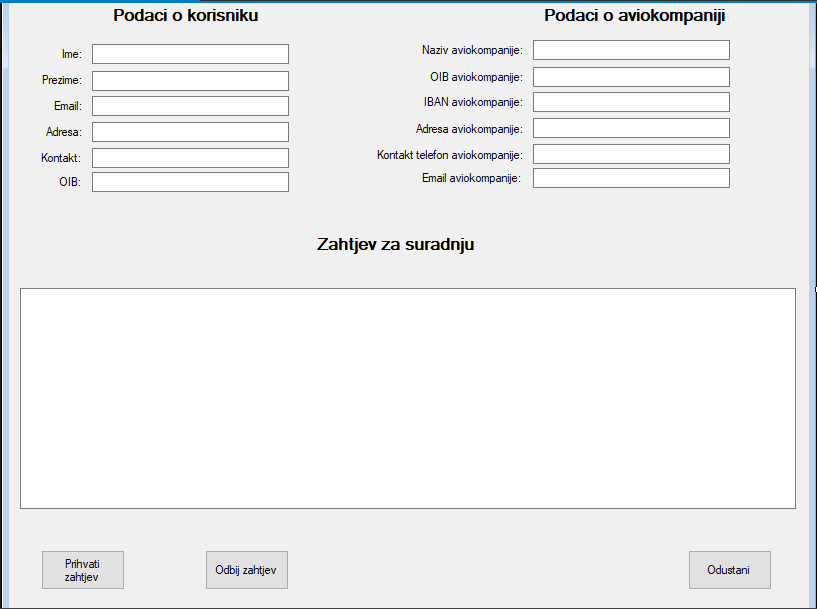 Podaci o korisniku
Ime:
Prezime:
Email:
Adresa:
Kontakt:
OIB:
Podaci o aviokompaniji
Naziv aviokompanije:
OIB aviokompanije:
IBAN aviokompanije:
Adresa aviokompanije:
Kontakt telefon aviokompanije:
Email aviokompanije:
Zahtjev za suradnju
Prihvati
zahtjev
Odbij zahtjev
Odustani